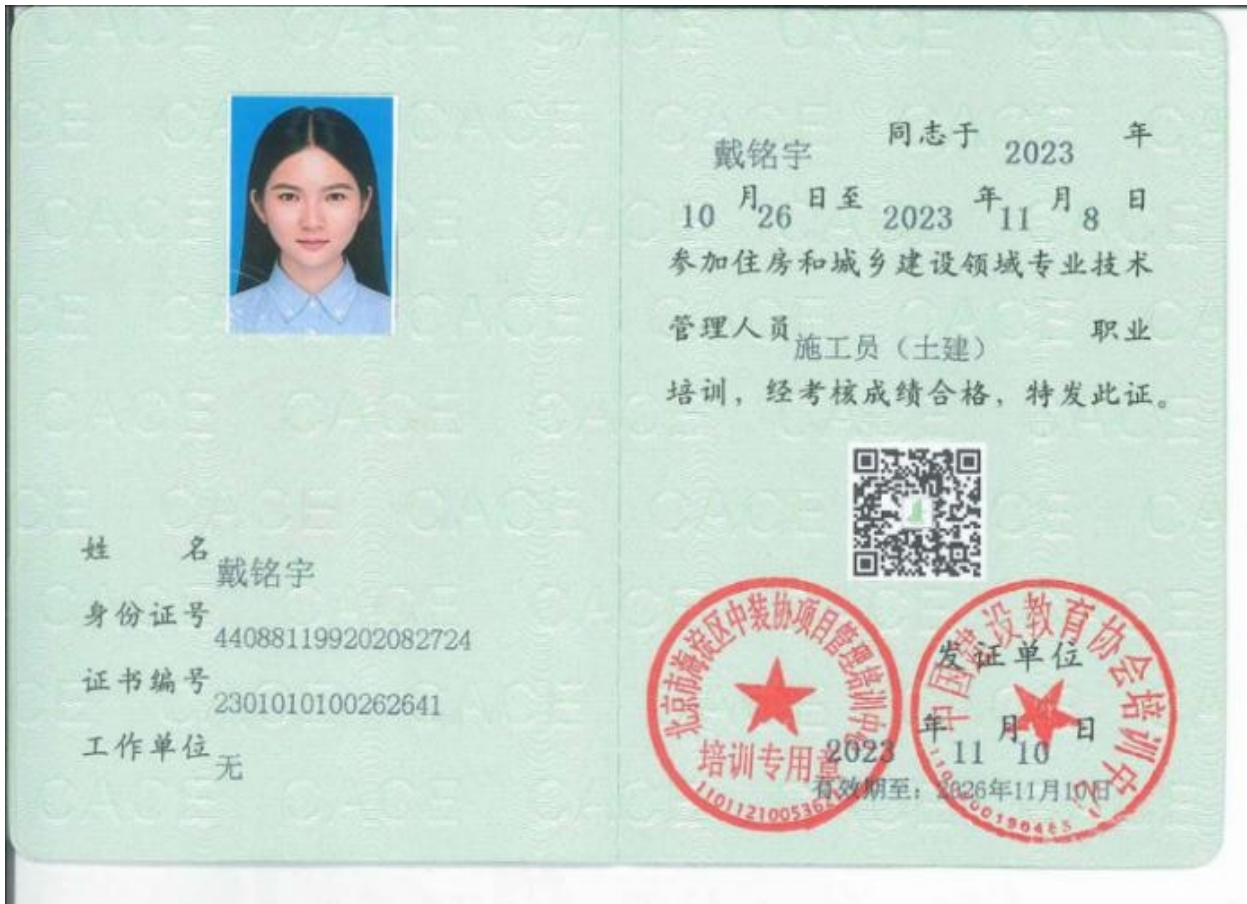 姓名 戴铭宇
身份证号 440881199202082724
证书编号 2301010100262641
工作单位 无
戴铭宇 同志于 2023 年
10 月 26 日至 2023 年 11 月 8 日
参加住房和城乡建设领域专业技术
管理人员 施工员（土建） 职业
培训，经考核成绩合格，特发此证。
北京市海淀区中装协项目管理培训中心
培训专用章
中国建设教育协会培训中心
发证单位
2023 年 11 月 10 日
有效期至：2026年11月10日
CACE